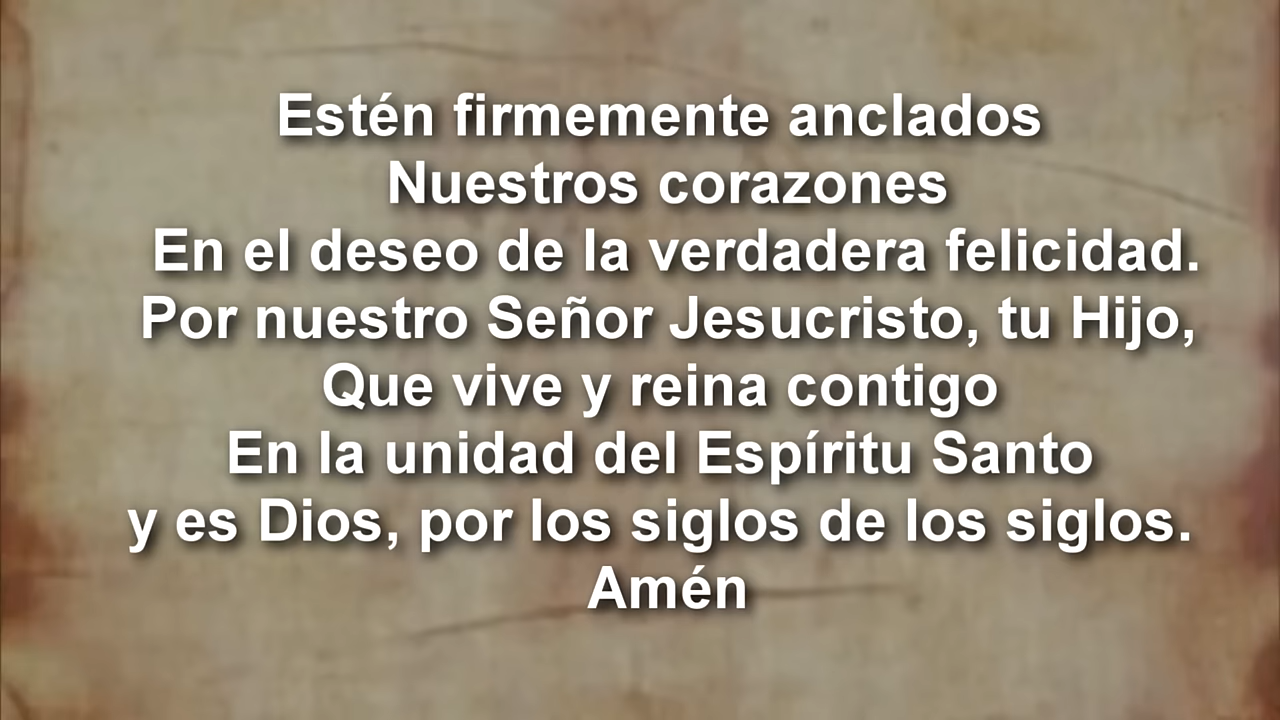 Estén firmemente anclados
Nuestros corazones
En el deseo de la verdadera felicidad.
Por nuestro Señor Jesucristo, tu Hijo,
Que vive y reina contigo
En la unidad del Espíritu Santo
y es Dios, por los siglos de los siglos.
Amén